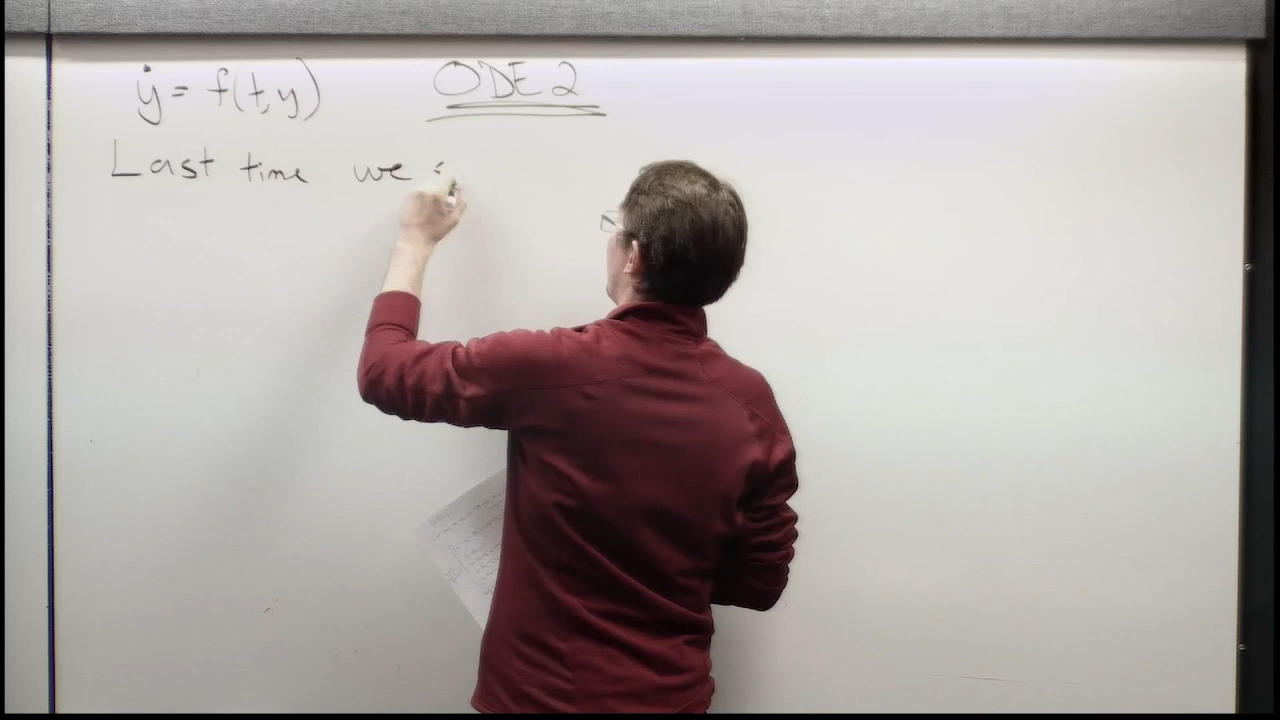 ẏ = f(t,y)
ODE 2
Last time we